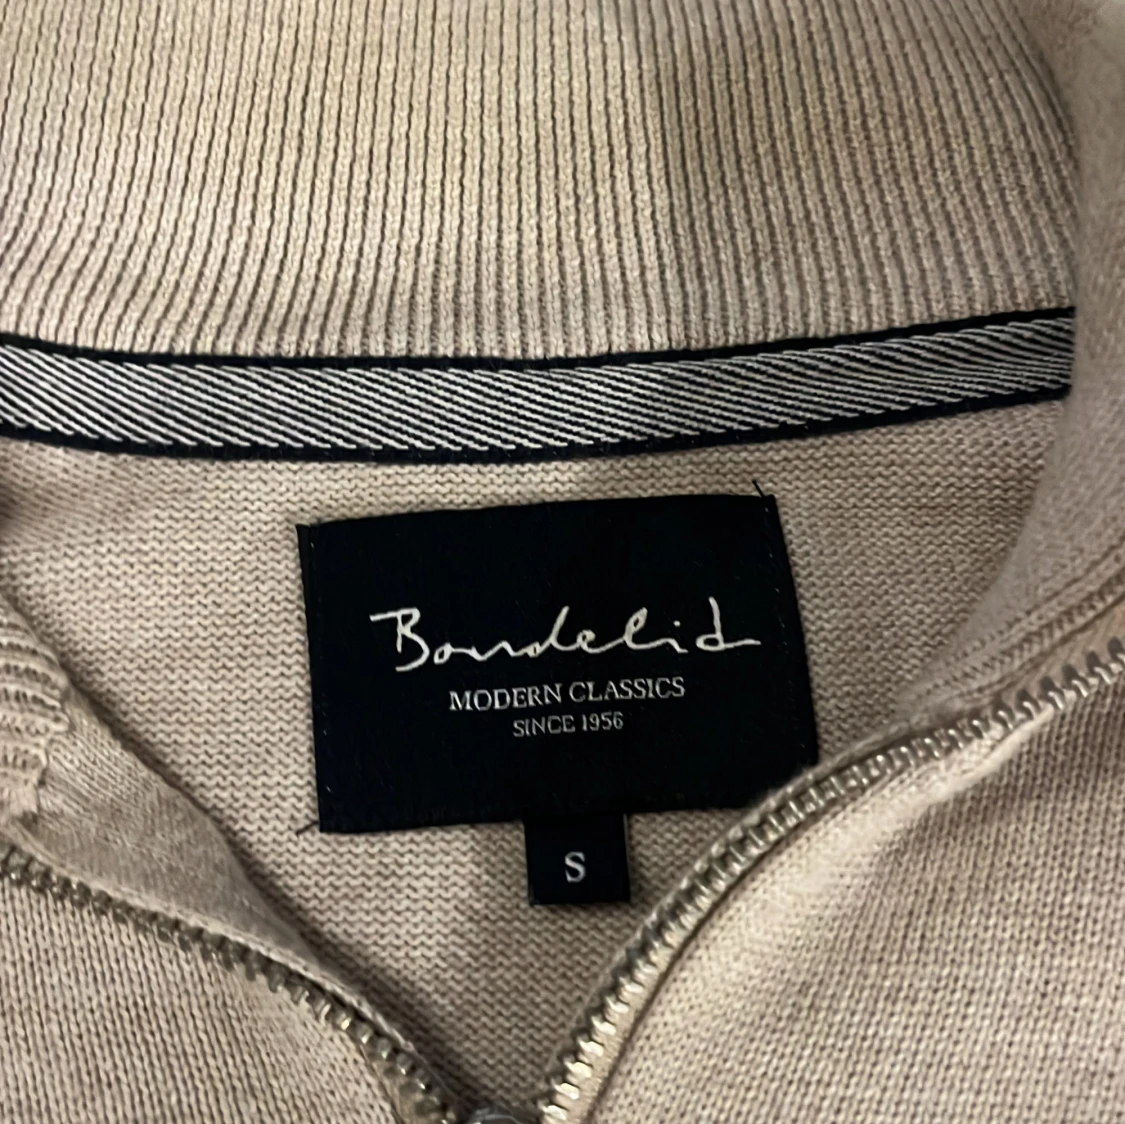 Bondelid
MODERN CLASSICS
SINCE 1956
S